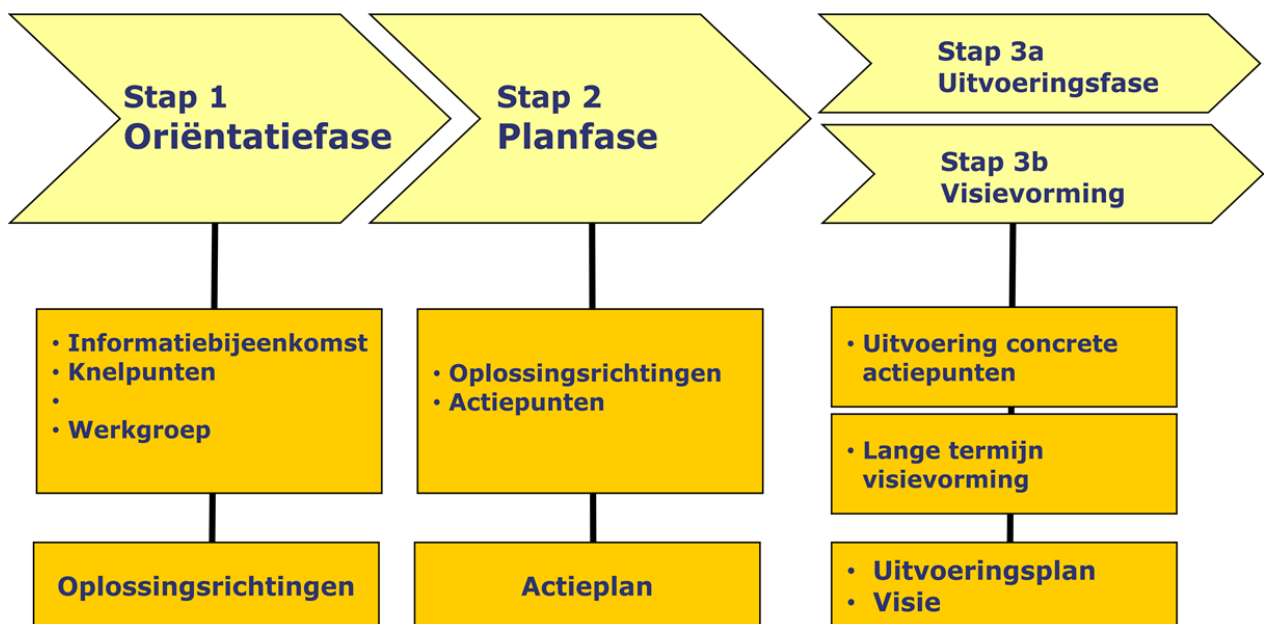 Stap 1
Oriëntatiefase
Stap 2
Planfase
Stap 3a
Uitvoeringsfase
Stap 3b
Visievorming
• Informatiebijeenkomst
• Knelpunten
•
• Werkgroep
• Oplossingsrichtingen
• Actiepunten
• Uitvoering concrete
actiepunten
• Lange termijn
visievorming
Oplossingsrichtingen
Actieplan
• Uitvoeringsplan
• Visie